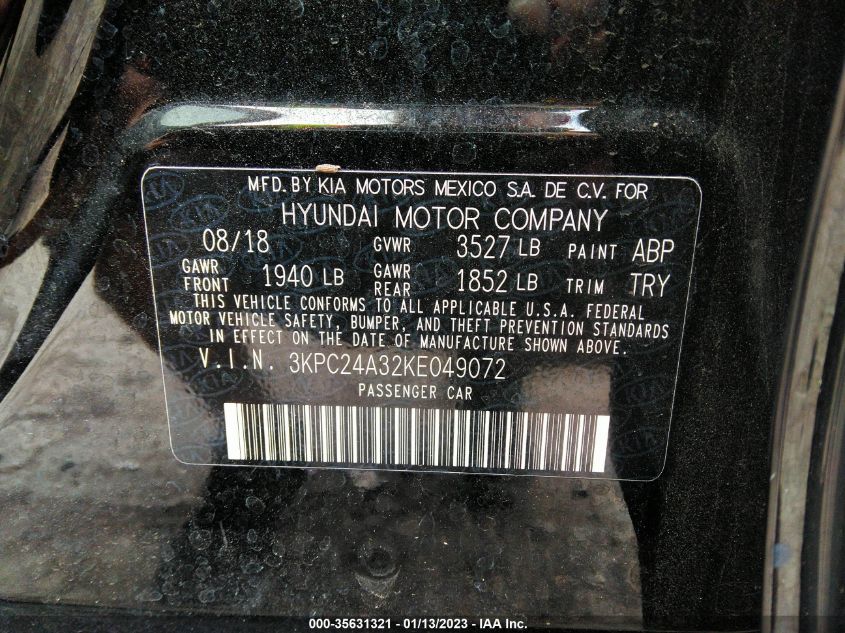 MFD. BY KIA MOTORS MEXICO S.A. DE C.V. FOR
HYUNDAI MOTOR COMPANY
08/18 GVWR 3527 LB PAINT ABP
GAWR FRONT 1940 LB GAWR REAR 1852 LB TRIM TRY
THIS VEHICLE CONFORMS TO ALL APPLICABLE U.S.A. FEDERAL
MOTOR VEHICLE SAFETY, BUMPER, AND THEFT PREVENTION STANDARDS
IN EFFECT ON THE DATE OF MANUFACTURE SHOWN ABOVE.
V.I.N. 3KPC24A32KE049072
PASSENGER CAR
000-35631321 - 01/13/2023 - © IAA Inc.